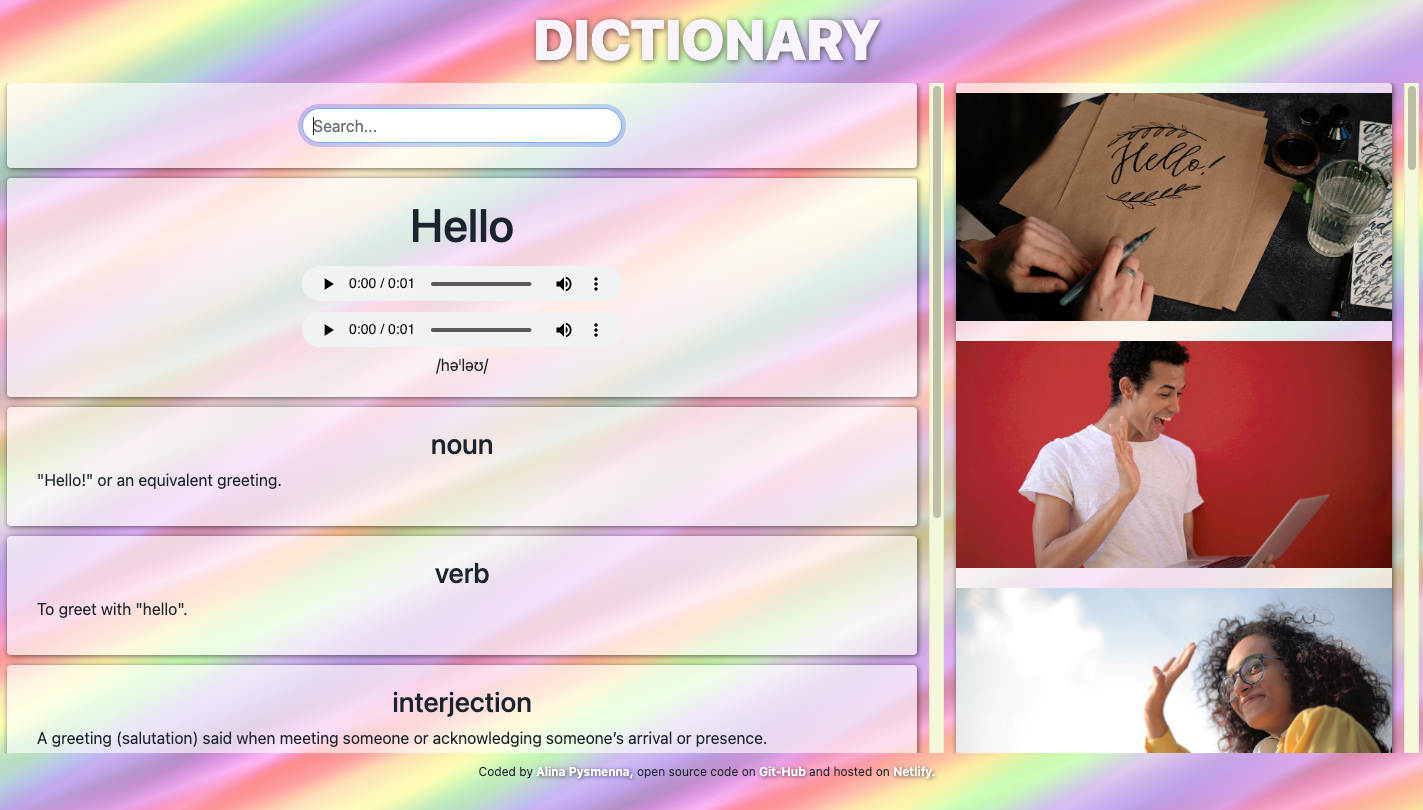 DICTIONARY
Search...
Hello
0:00 / 0:01
0:00 / 0:01
/həˈləʊ/
noun
"Hello!" or an equivalent greeting.
verb
To greet with "hello".
interjection
A greeting (salutation) said when meeting someone or acknowledging someone’s arrival or presence.
Hello!
Coded by Alina Pysmenna, open source code on Git-Hub and hosted on Netlify.